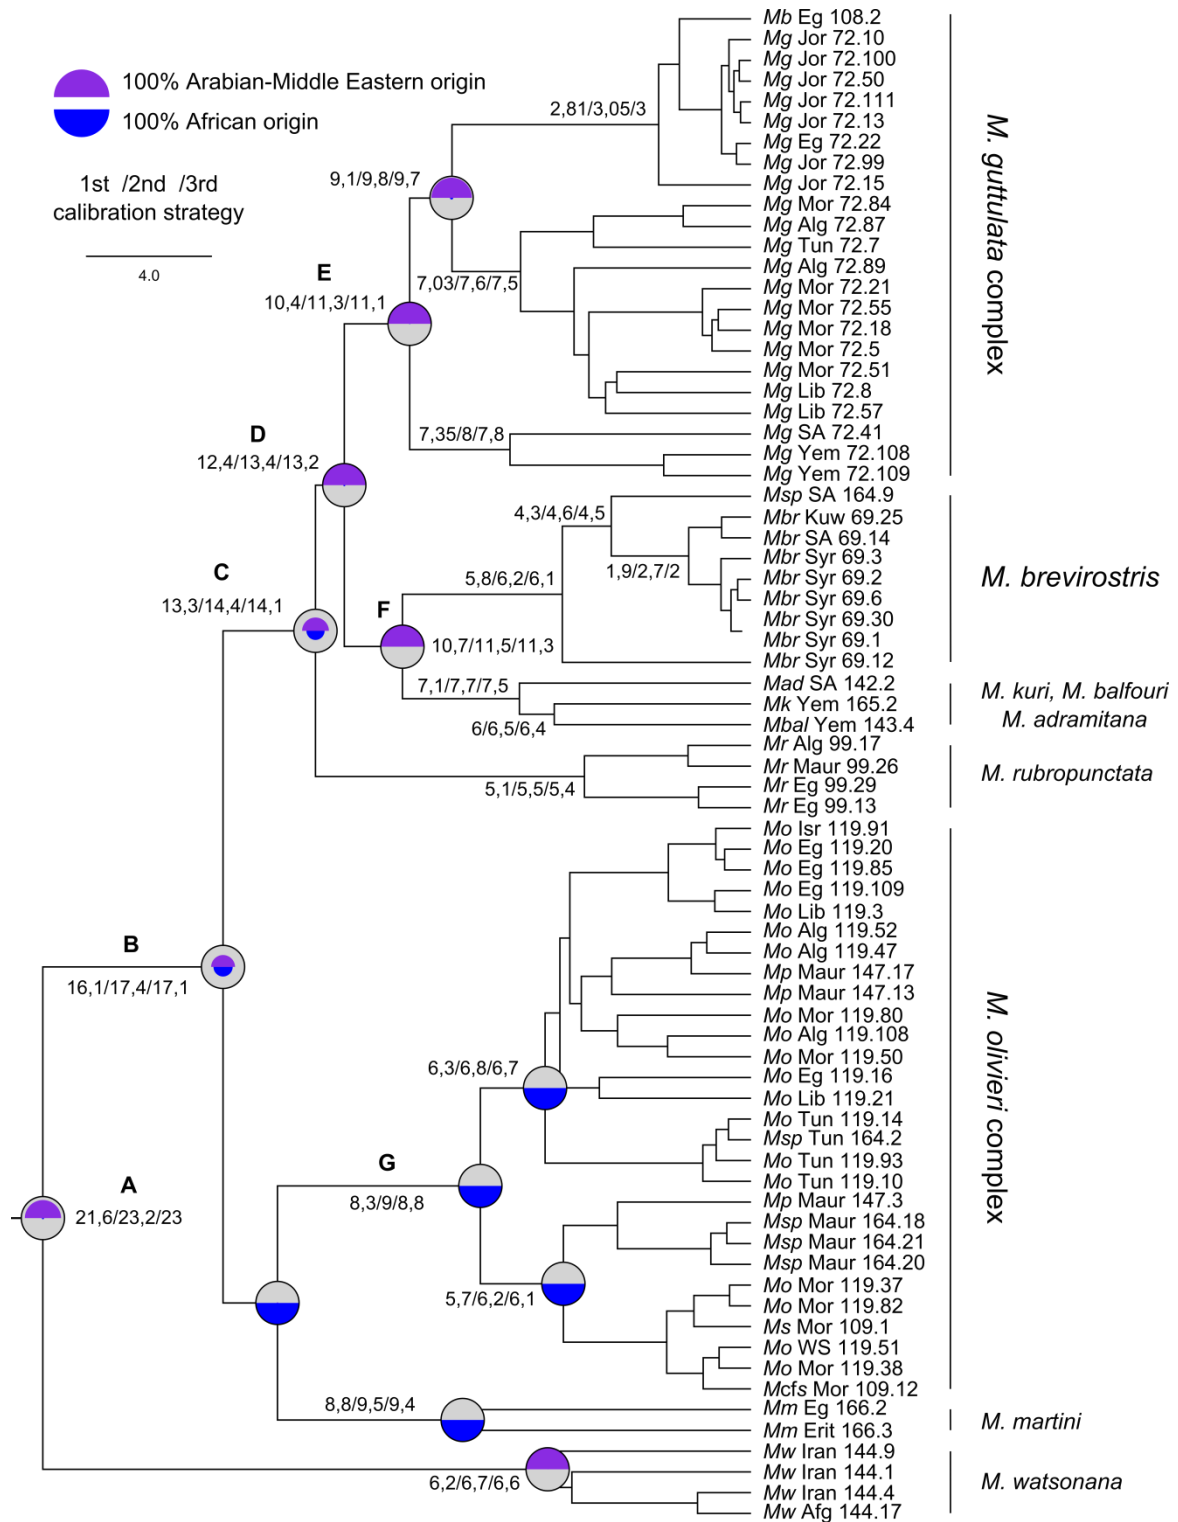 100% Arabian-Middle Eastern origin
100% African origin
1st /2nd /3rd
calibration strategy
4.0
2,81/3,05/3
9,1/9,8/9,7
7,03/7,6/7,5
E
10,4/11,3/11,1
7,35/8/7,8
D
12,4/13,4/13,2
4,3/4,6/4,5
1,9/2,7/2
5,8/6,2/6,1
C
13,3/14,4/14,1
F
10,7/11,5/11,3
7,1/7,7/7,5
6/6,5/6,4
5,1/5,5/5,4
B
16,1/17,4/17,1
6,3/6,8/6,7
G
8,3/9/8,8
A
21,6/23,2/23
5,7/6,2/6,1
8,8/9,5/9,4
6,2/6,7/6,6
Mb Eg 108.2
Mg Jor 72.10
Mg Jor 72.100
Mg Jor 72.50
Mg Jor 72.111
Mg Jor 72.13
Mg Eg 72.22
Mg Jor 72.99
Mg Jor 72.15
Mg Mor 72.84
Mg Alg 72.87
Mg Tun 72.7
Mg Alg 72.89
Mg Mor 72.21
Mg Mor 72.55
Mg Mor 72.18
Mg Mor 72.5
Mg Mor 72.51
Mg Lib 72.8
Mg Lib 72.57
Mg SA 72.41
Mg Yem 72.108
Mg Yem 72.109
Msp SA 164.9
Mbr Kuw 69.25
Mbr SA 69.14
Mbr Syr 69.3
Mbr Syr 69.2
Mbr Syr 69.6
Mbr Syr 69.30
Mbr Syr 69.1
Mbr Syr 69.12
Mad SA 142.2
Mk Yem 165.2
Mbal Yem 143.4
Mr Alg 99.17
Mr Maur 99.26
Mr Eg 99.29
Mr Eg 99.13
Mo Isr 119.91
Mo Eg 119.20
Mo Eg 119.85
Mo Eg 119.109
Mo Lib 119.3
Mo Alg 119.52
Mo Alg 119.47
Mp Maur 147.17
Mp Maur 147.13
Mo Mor 119.80
Mo Alg 119.108
Mo Mor 119.50
Mo Eg 119.16
Mo Lib 119.21
Mo Tun 119.14
Msp Tun 164.2
Mo Tun 119.93
Mo Tun 119.10
Mp Maur 147.3
Msp Maur 164.18
Msp Maur 164.21
Msp Maur 164.20
Mo Mor 119.37
Mo Mor 119.82
Ms Mor 109.1
Mo WS 119.51
Mo Mor 119.38
Mcfs Mor 109.12
Mm Eg 166.2
Mm Erit 166.3
Mw Iran 144.9
Mw Iran 144.1
Mw Iran 144.4
Mw Afg 144.17
M. guttulata complex
M. brevirostris
M. kuri, M. balfouri
M. adramitana
M. rubropunctata
M. olivieri complex
M. martini
M. watsonana